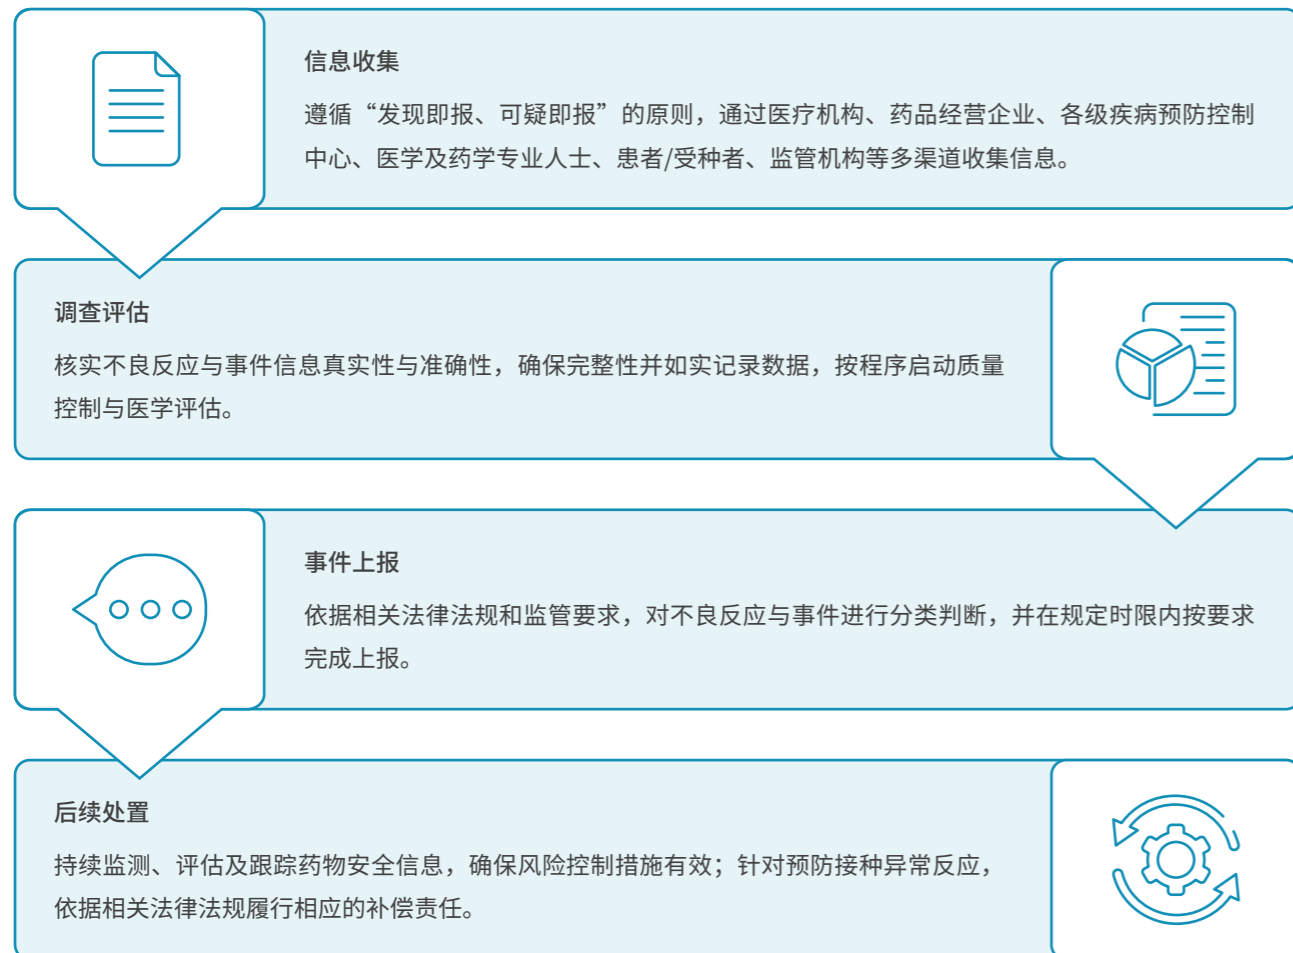 信息收集
遵循“发现即报、可疑即报”的原则，通过医疗机构、药品经营企业、各级疾病预防控制
中心、医学及药学专业人士、患者/受种者、监管机构等多渠道收集信息。
调查评估
核实不良反应与事件信息真实性与准确性，确保完整性并如实记录数据，按程序启动质量
控制与医学评估。
事件上报
依据相关法律法规和监管要求，对不良反应与事件进行分类判断，并在规定时限内按要求
完成上报。
后续处置
持续监测、评估及跟踪药物安全信息，确保风险控制措施有效；针对预防接种异常反应，
依据相关法律法规履行相应的补偿责任。